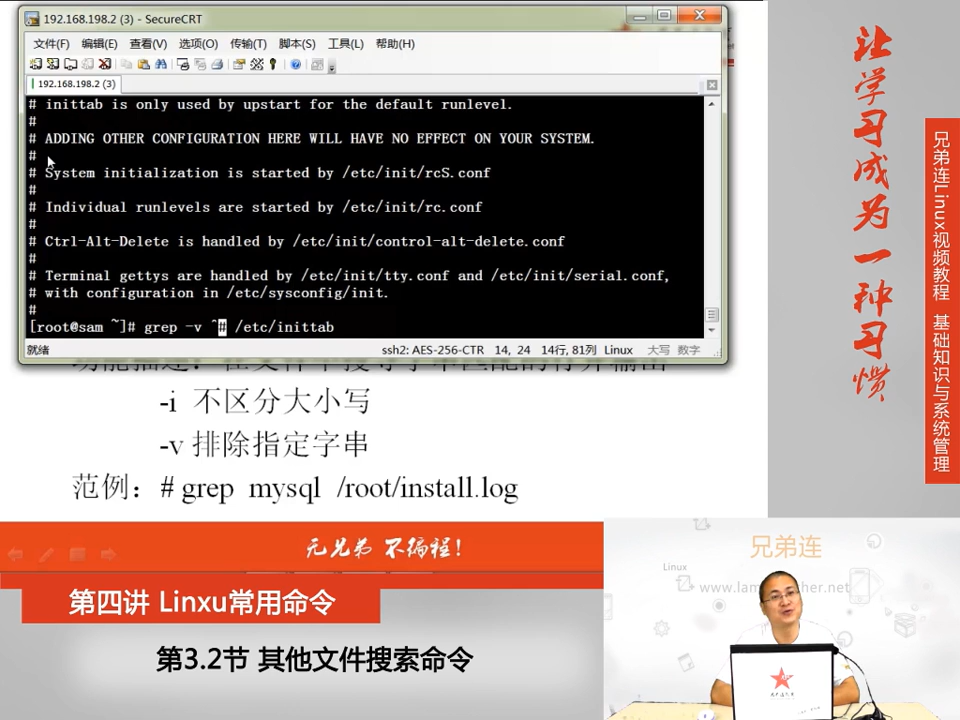 192.168.198.2 (3) - SecureCRT
文件(F) 编辑(E) 查看(V) 选项(O) 传输(T) 脚本(S) 工具(L) 帮助(H)
192.168.198.2 (3)
# inittab is only used by upstart for the default runlevel.
#
# ADDING OTHER CONFIGURATION HERE WILL HAVE NO EFFECT ON YOUR SYSTEM.
#
# System initialization is started by /etc/init/rcS.conf
#
# Individual runlevels are started by /etc/init/rc.conf
#
# Ctrl-Alt-Delete is handled by /etc/init/control-alt-delete.conf
#
# Terminal gettys are handled by /etc/init/tty.conf and /etc/init/serial.conf,
# with configuration in /etc/sysconfig/init.
#
[root@sam ~]# grep -v ^# /etc/inittab
就绪 ssh2: AES-256-CTR 14, 24 14行, 81列 Linux 大写 数字
-i 不区分大小写
-v 排除指定字串
范例：# grep mysql /root/install.log
无兄弟 不编程！
第四讲 Linxu常用命令
第3.2节 其他文件搜索命令
让学习成为一种习惯
兄弟连Linux视频教程 基础知识与系统管理
兄弟连
Linux